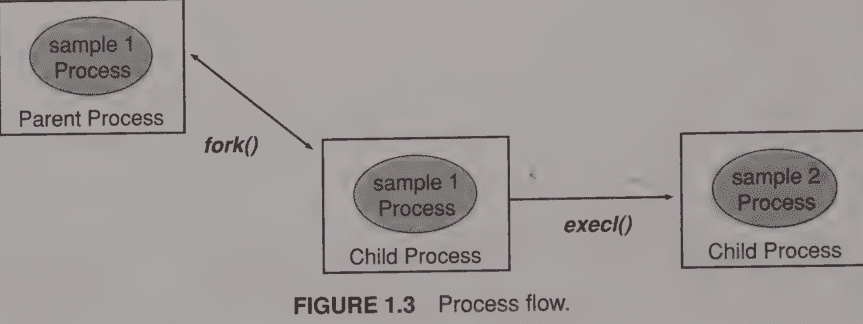 sample 1
Process
Parent Process
fork()
sample 1
Process
Child Process
execl()
sample 2
Process
Child Process
FIGURE 1.3 Process flow.